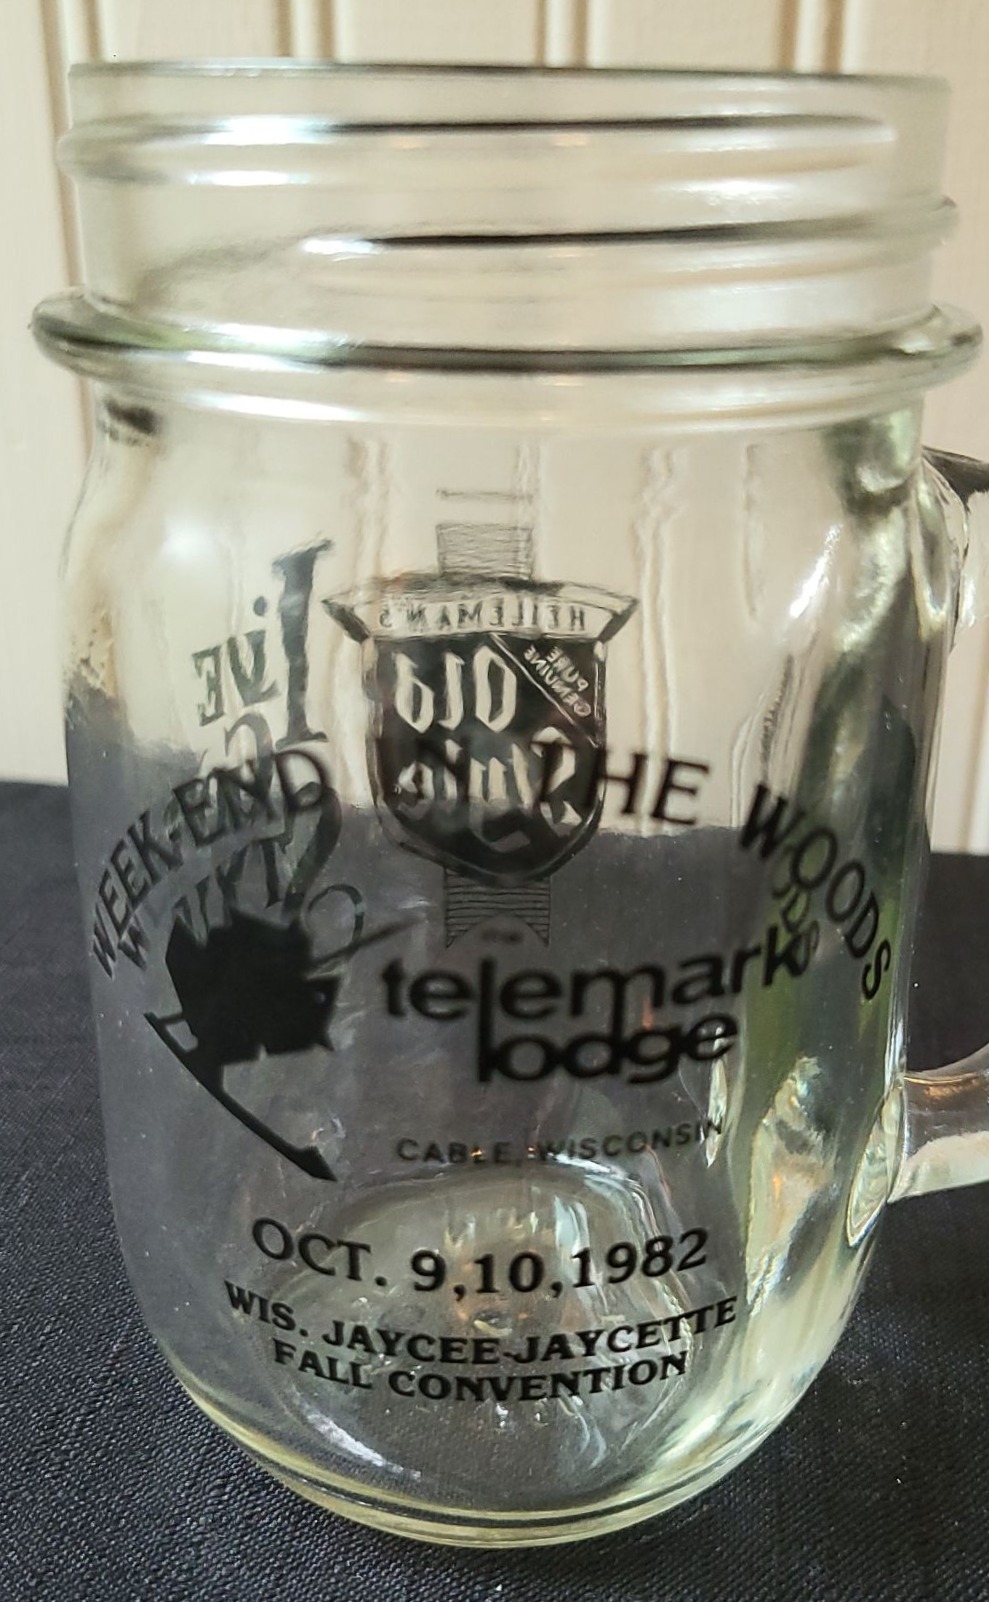 WEEK-END IN THE WOODS
telemark
lodge
CABLE, WISCONSIN
OCT. 9,10,1982
WIS. JAYCEE-JAYCETTE
FALL CONVENTION
HEILEMAN'S
PURE
GENUINE
OLd
Style